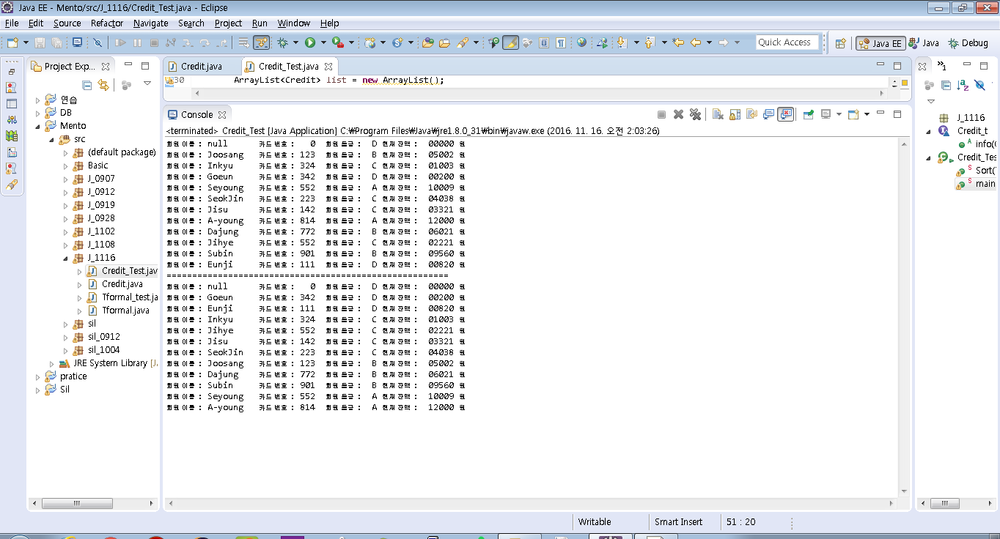 Java EE - Mento/src/J_1116/Credit_Test.java - Eclipse
File Edit Source Refactor Navigate Search Project Run Window Help
Quick Access Java EE Java Debug
Project Exp...
연습
DB
Mento
src
(default package)
Basic
J_0907
J_0912
J_0919
J_0928
J_1102
J_1108
J_1116
Credit_Test.jav
Credit.java
Tformal_test.ja
Tformal.java
sil
sil_0912
sil_1004
JRE System Library [J
pratice
Sil
Credit.java Credit_Test.java
30 ArrayList<Credit> list = new ArrayList();
Console
<terminated> Credit_Test [Java Application] C:₩Program Files₩Java₩jre1.8.0_31₩bin₩javaw.exe (2016. 11. 16. 오전 2:03:26)
회원 이름 : null 카드 번호 : 0 회원 등급 : D 현재 잔액 : 00000 원
회원 이름 : Joosang 카드 번호 : 123 회원 등급 : B 현재 잔액 : 05002 원
회원 이름 : Inkyu 카드 번호 : 324 회원 등급 : C 현재 잔액 : 01003 원
회원 이름 : Goeun 카드 번호 : 342 회원 등급 : D 현재 잔액 : 00200 원
회원 이름 : Seyoung 카드 번호 : 552 회원 등급 : A 현재 잔액 : 10009 원
회원 이름 : SeokJin 카드 번호 : 223 회원 등급 : C 현재 잔액 : 04038 원
회원 이름 : Jisu 카드 번호 : 142 회원 등급 : C 현재 잔액 : 03321 원
회원 이름 : A-young 카드 번호 : 814 회원 등급 : A 현재 잔액 : 12000 원
회원 이름 : Dajung 카드 번호 : 772 회원 등급 : B 현재 잔액 : 06021 원
회원 이름 : Jihye 카드 번호 : 552 회원 등급 : C 현재 잔액 : 02221 원
회원 이름 : Subin 카드 번호 : 901 회원 등급 : B 현재 잔액 : 09560 원
회원 이름 : Eunji 카드 번호 : 111 회원 등급 : D 현재 잔액 : 00820 원
=======================================================
회원 이름 : null 카드 번호 : 0 회원 등급 : D 현재 잔액 : 00000 원
회원 이름 : Goeun 카드 번호 : 342 회원 등급 : D 현재 잔액 : 00200 원
회원 이름 : Eunji 카드 번호 : 111 회원 등급 : D 현재 잔액 : 00820 원
회원 이름 : Inkyu 카드 번호 : 324 회원 등급 : C 현재 잔액 : 01003 원
회원 이름 : Jihye 카드 번호 : 552 회원 등급 : C 현재 잔액 : 02221 원
회원 이름 : Jisu 카드 번호 : 142 회원 등급 : C 현재 잔액 : 03321 원
회원 이름 : SeokJin 카드 번호 : 223 회원 등급 : C 현재 잔액 : 04038 원
회원 이름 : Joosang 카드 번호 : 123 회원 등급 : B 현재 잔액 : 05002 원
회원 이름 : Dajung 카드 번호 : 772 회원 등급 : B 현재 잔액 : 06021 원
회원 이름 : Subin 카드 번호 : 901 회원 등급 : B 현재 잔액 : 09560 원
회원 이름 : Seyoung 카드 번호 : 552 회원 등급 : A 현재 잔액 : 10009 원
회원 이름 : A-young 카드 번호 : 814 회원 등급 : A 현재 잔액 : 12000 원
J_1116
Credit_t
info(
Credit_Tes
Sort(
main
Writable Smart Insert 51 : 20